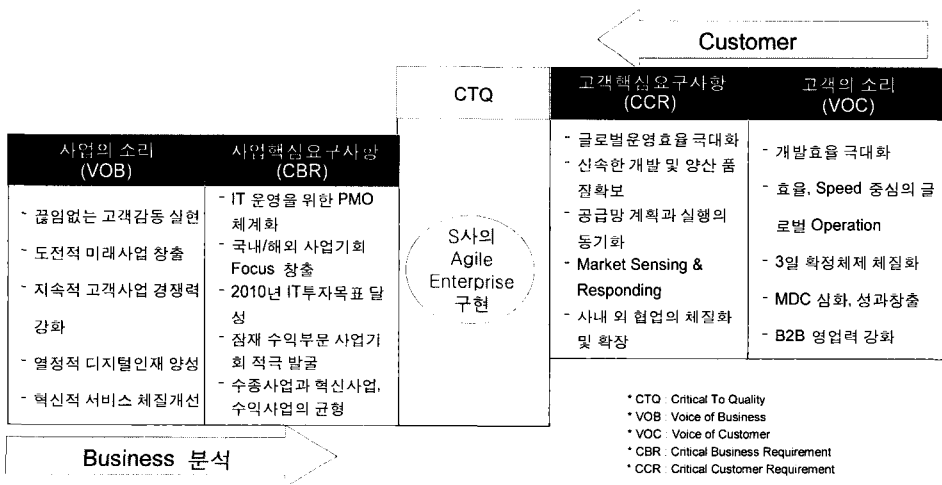 Customer
CTQ
고객핵심요구사항
(CCR)
고객의 소리
(VOC)
사업의 소리
(VOB)
사업핵심요구사항
(CBR)
- 끊임없는 고객감동 실현
- 도전적 미래사업 창출
- 지속적 고객사업 경쟁력
강화
- 열정적 디지털인재 양성
- 혁신적 서비스 체질개선
- IT 운영을 위한 PMO
체계화
- 국내/해외 사업기회
Focus 창출
- 2010년 IT투자목표 달
성
- 잠재 수익부문 사업기
회 적극 발굴
- 수종사업과 혁신사업,
수익사업의 균형
S사의
Agile
Enterprise
구현
- 글로벌운영효율 극대화
- 신속한 개발 및 양산 품
질확보
- 공급망 계획과 실행의
동기화
- Market Sensing &
Responding
- 사내 외 협업의 체질화
및 확장
- 개발효율 극대화
- 효율, Speed 중심의 글
로벌 Operation
- 3일 확정체제 체질화
- MDC 심화, 성과창출
- B2B 영업력 강화
Business 분석
* CTQ : Critical To Quality
* VOB : Voice of Business
* VOC : Voice of Customer
* CBR : Critical Business Requirement
* CCR : Critical Customer Requirement